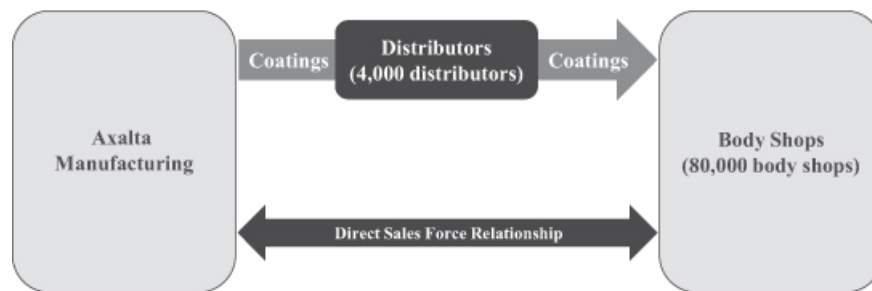 Axalta
Manufacturing
Coatings
Distributors
(4,000 distributors)
Coatings
Direct Sales Force Relationship
Body Shops
(80,000 body shops)